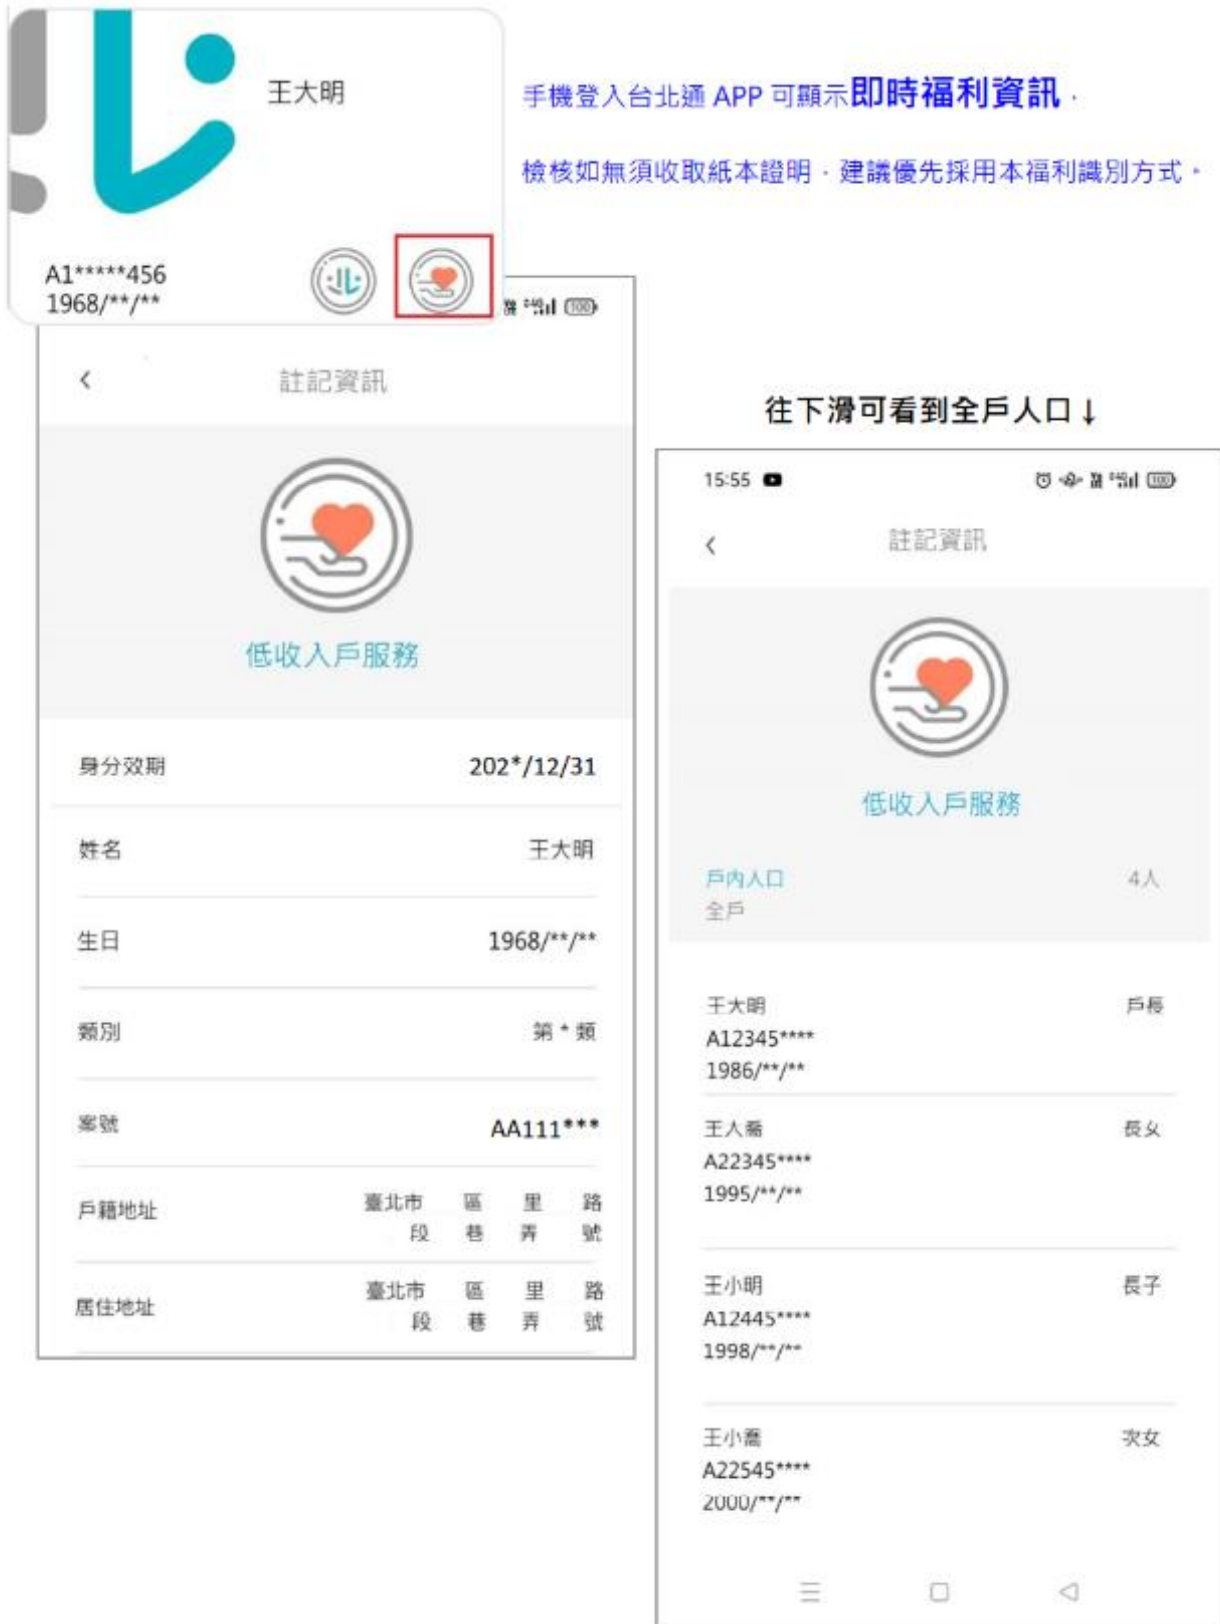 王大明
A1*****456
1968/**/**
手機登入台北通 APP 可顯示即時福利資訊，
檢核如無須收取紙本證明，建議優先採用本福利識別方式。
100
註記資訊
低收入戶服務
身分效期 202*/12/31
姓名 王大明
生日 1968/**/**
類別 第 * 類
案號 AA111***
戶籍地址 臺北市 區 里 路
段 巷 弄 號
居住地址 臺北市 區 里 路
段 巷 弄 號
往下滑可看到全戶人口↓
15:55
100
註記資訊
低收入戶服務
戶內人口 4人
全戶
王大明 戶長
A12345****
1986/**/**
王人喬 長女
A22345****
1995/**/**
王小明 長子
A12445****
1998/**/**
王小喬 次女
A22545****
2000/**/**